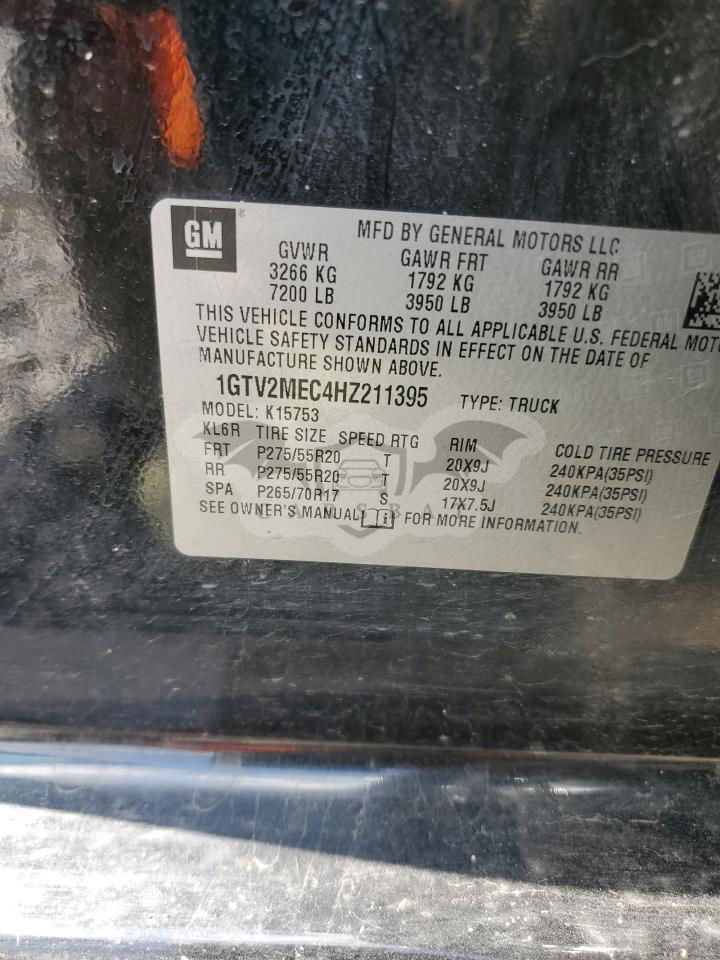 GM
MFD BY GENERAL MOTORS LLC
GVWR GAWR FRT GAWR RR
3266 KG 1792 KG 1792 KG
7200 LB 3950 LB 3950 LB
THIS VEHICLE CONFORMS TO ALL APPLICABLE U.S. FEDERAL MOT
VEHICLE SAFETY STANDARDS IN EFFECT ON THE DATE OF
MANUFACTURE SHOWN ABOVE.
1GTV2MEC4HZ211395 TYPE: TRUCK
MODEL: K15753
KL6R TIRE SIZE SPEED RTG RIM COLD TIRE PRESSURE
FRT P275/55R20 T 20X9J 240KPA(35PSI)
RR P275/55R20 T 20X9J 240KPA(35PSI)
SPA P265/70R17 S 17X7.5J 240KPA(35PSI)
SEE OWNER'S MANUAL FOR MORE INFORMATION.